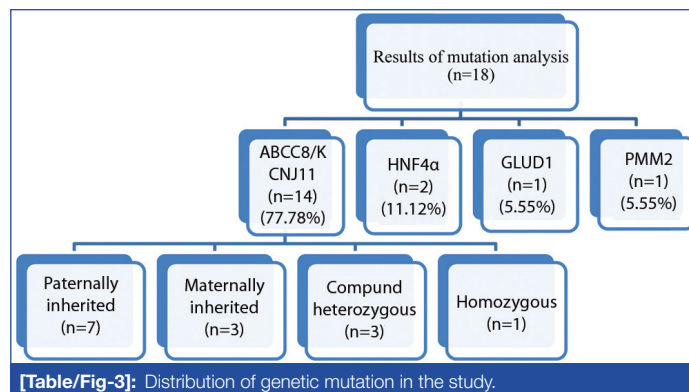 Results of mutation analysis
(n=18)
ABCC8/K
CNJ11
(n=14)
(77.78%)
HNF4α
(n=2)
(11.12%)
GLUD1
(n=1)
(5.55%)
PMM2
(n=1)
(5.55%)
Paternally
inherited
(n=7)
Maternally
inherited
(n=3)
Compund
heterozygous
(n=3)
Homozygous
(n=1)
[Table/Fig-3]: Distribution of genetic mutation in the study.